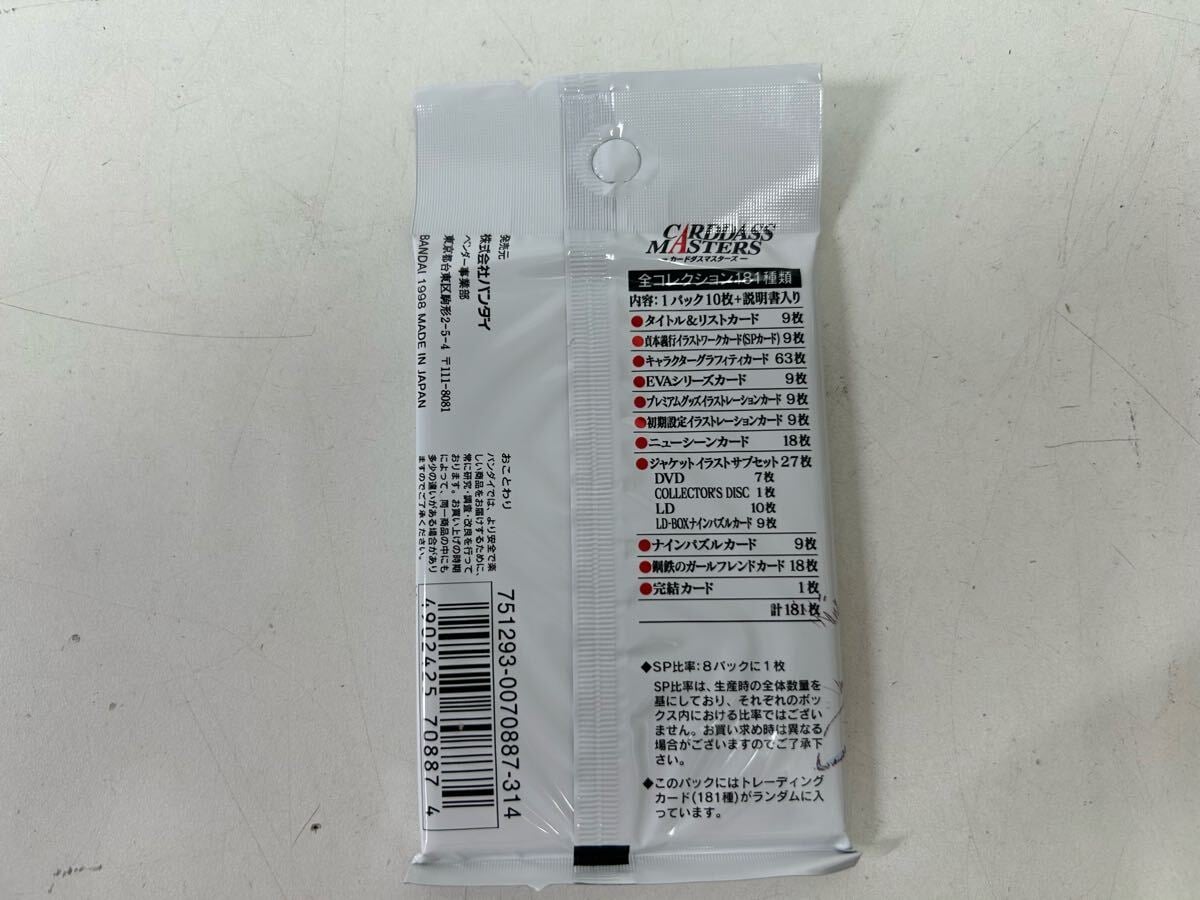 CARDDASS
MASTERS
－カードダスマスターズ－
全コレクション181種類
内容：1パック10枚+説明書入り
●タイトル&リストカード 9枚
●貞本義行イラストワークカード(SPカード) 9枚
●キャラクターグラフィティカード 63枚
●EVAシリーズカード 9枚
●プレミアムグッズイラストレーションカード 9枚
●初期設定イラストレーションカード 9枚
●ニューシーンカード 18枚
●ジャケットイラストサブセット 27枚
DVD 7枚
COLLECTOR'S DISC 1枚
LD 10枚
LD-BOXナインパズルカード 9枚
●ナインパズルカード 9枚
●鋼鉄のガールフレンドカード 18枚
●完結カード 1枚
計181枚
◆SP比率：8パックに1枚
SP比率は、生産時の全体数量を
基にしており、それぞれのボッ
クス内における比率ではござい
ません。お買い求め時は異なる
場合がございますのでご了承下
さい。
◆このパックにはトレーディング
カード(181種)がランダムに入
っています。
発売元
株式会社バンダイ
ベンダー事業部
東京都台東区駒形2-5-4 〒111-8081
BANDAI 1998 MADE IN JAPAN
おことわり
バンダイでは、より安全で楽
しい商品をお届けするために、
常に研究・調査・改良を行って
おります。お買い上げの時期
によって、同一商品の中にも
多少の違いがある場合があり
ますのでご了承ください。
751293-0070887-314
4902425 70887 4